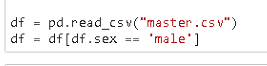 df = pd.read_csv("master.csv")
df = df[df.sex == 'male']